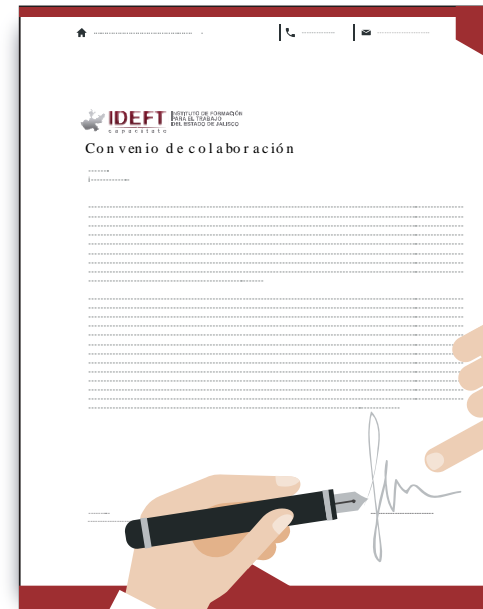 IDEFT
INSTITUTO DE FORMACIÓN
PARA EL TRABAJO
DEL ESTADO DE JALISCO
capacítate
Convenio de colaboración